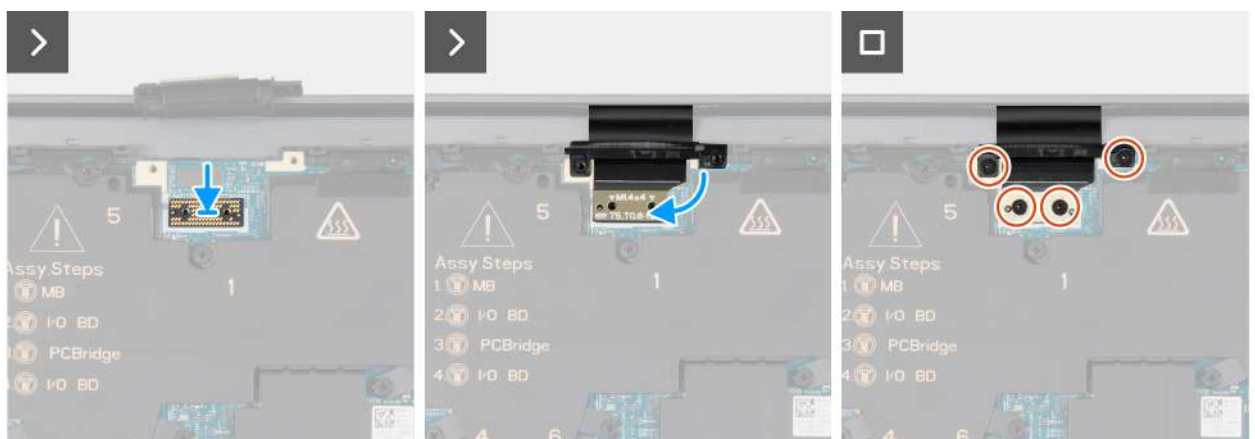 5
Assy Steps
1. MB
2. I/O BD
PCBridge
I/O BD
1
M1.4x4
5
Assy Steps
1. MB
2. I/O BD
3. PCBridge
4. I/O BD
1
4 6
5
Assy Steps
1. MB
2. I/O BD
3. PCBridge
4. I/O BD
1
4 6